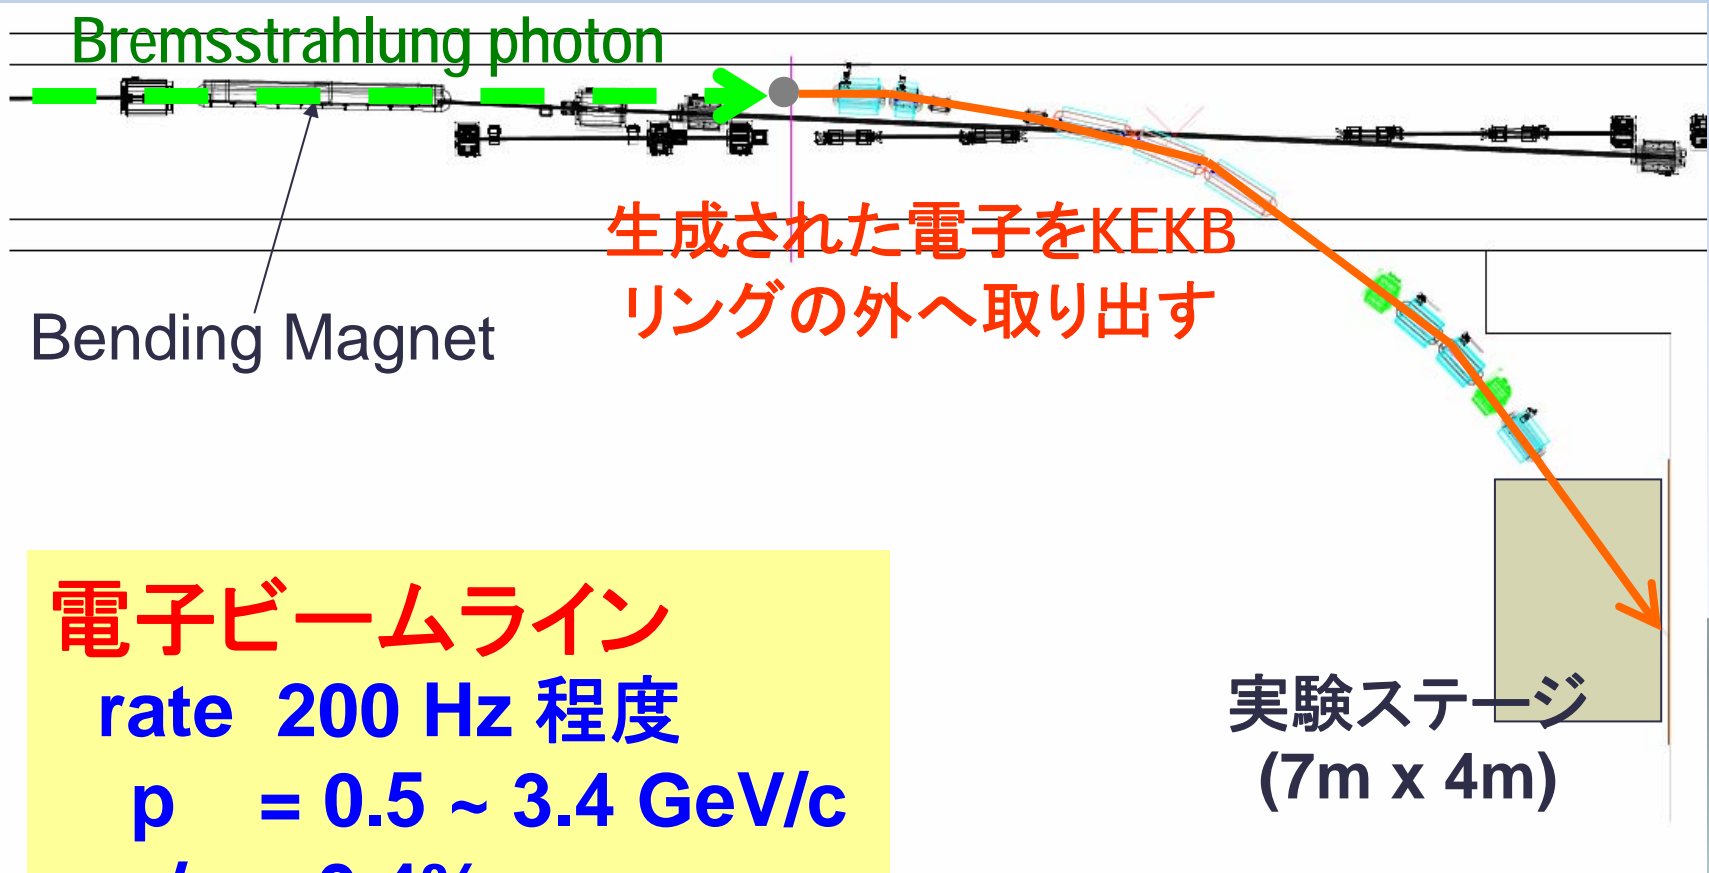 Bremsstrahlung photon
生成された電子をKEKB
リングの外へ取り出す
Bending Magnet
電子ビームライン
rate 200 Hz 程度
p = 0.5 ~ 3.4 GeV/c
実験ステージ
(7m x 4m)